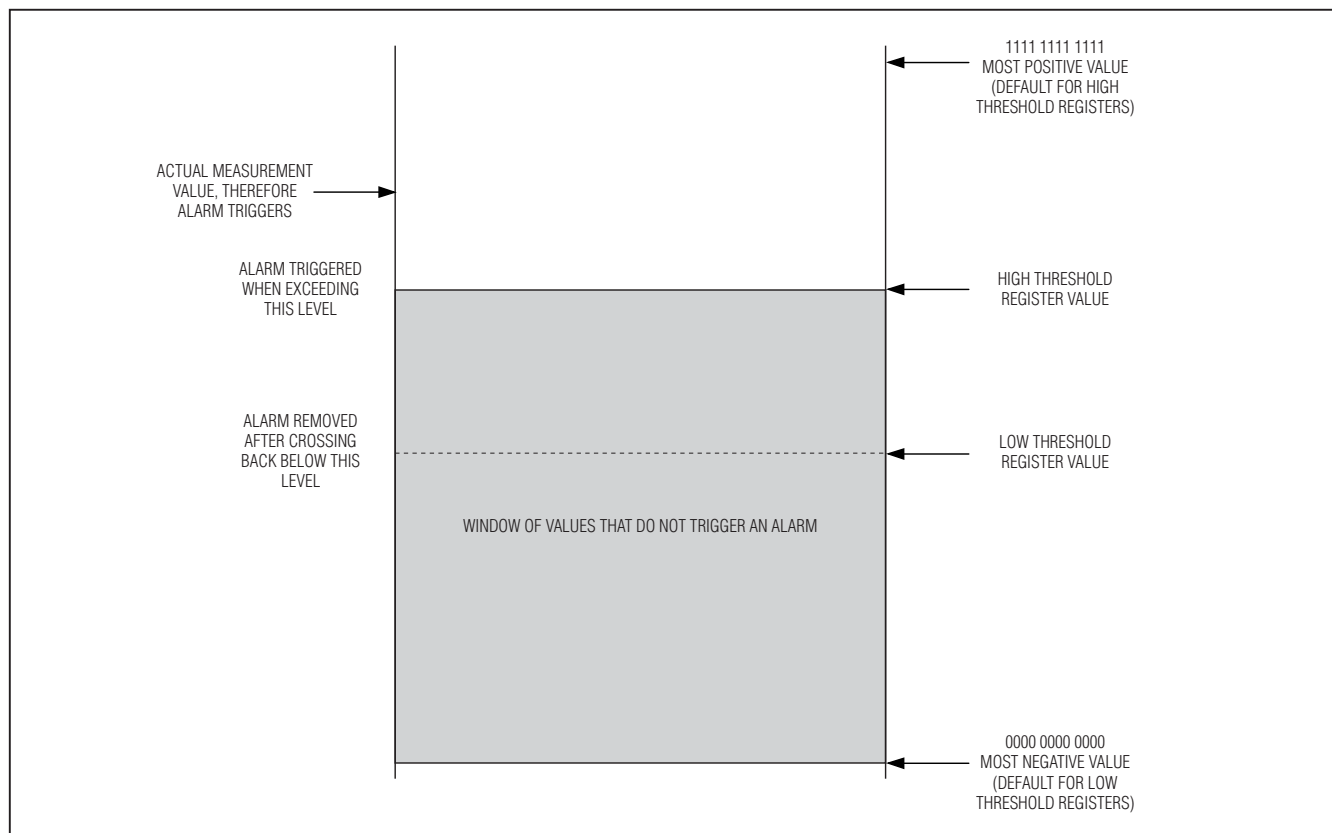 1111 1111 1111
MOST POSITIVE VALUE
(DEFAULT FOR HIGH
THRESHOLD REGISTERS)
ACTUAL MEASUREMENT
VALUE, THEREFORE
ALARM TRIGGERS
ALARM TRIGGERED
WHEN EXCEEDING
THIS LEVEL
HIGH THRESHOLD
REGISTER VALUE
ALARM REMOVED
AFTER CROSSING
BACK BELOW THIS
LEVEL
LOW THRESHOLD
REGISTER VALUE
WINDOW OF VALUES THAT DO NOT TRIGGER AN ALARM
0000 0000 0000
MOST NEGATIVE VALUE
(DEFAULT FOR LOW
THRESHOLD REGISTERS)